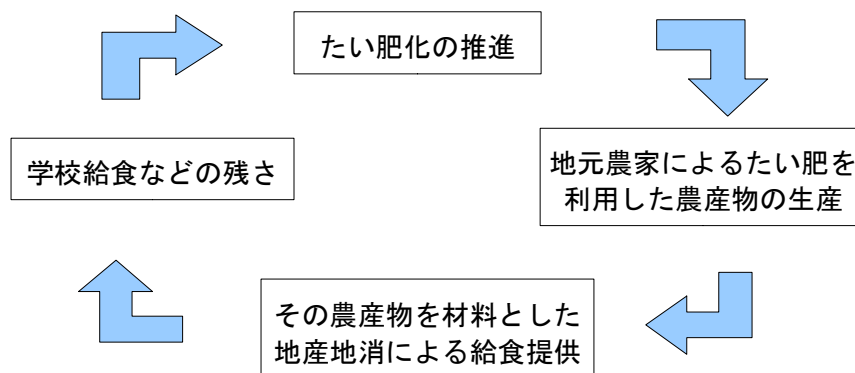 たい肥化の推進
学校給食などの残さ
地元農家によるたい肥を
利用した農産物の生産
その農産物を材料とした
地産地消による給食提供